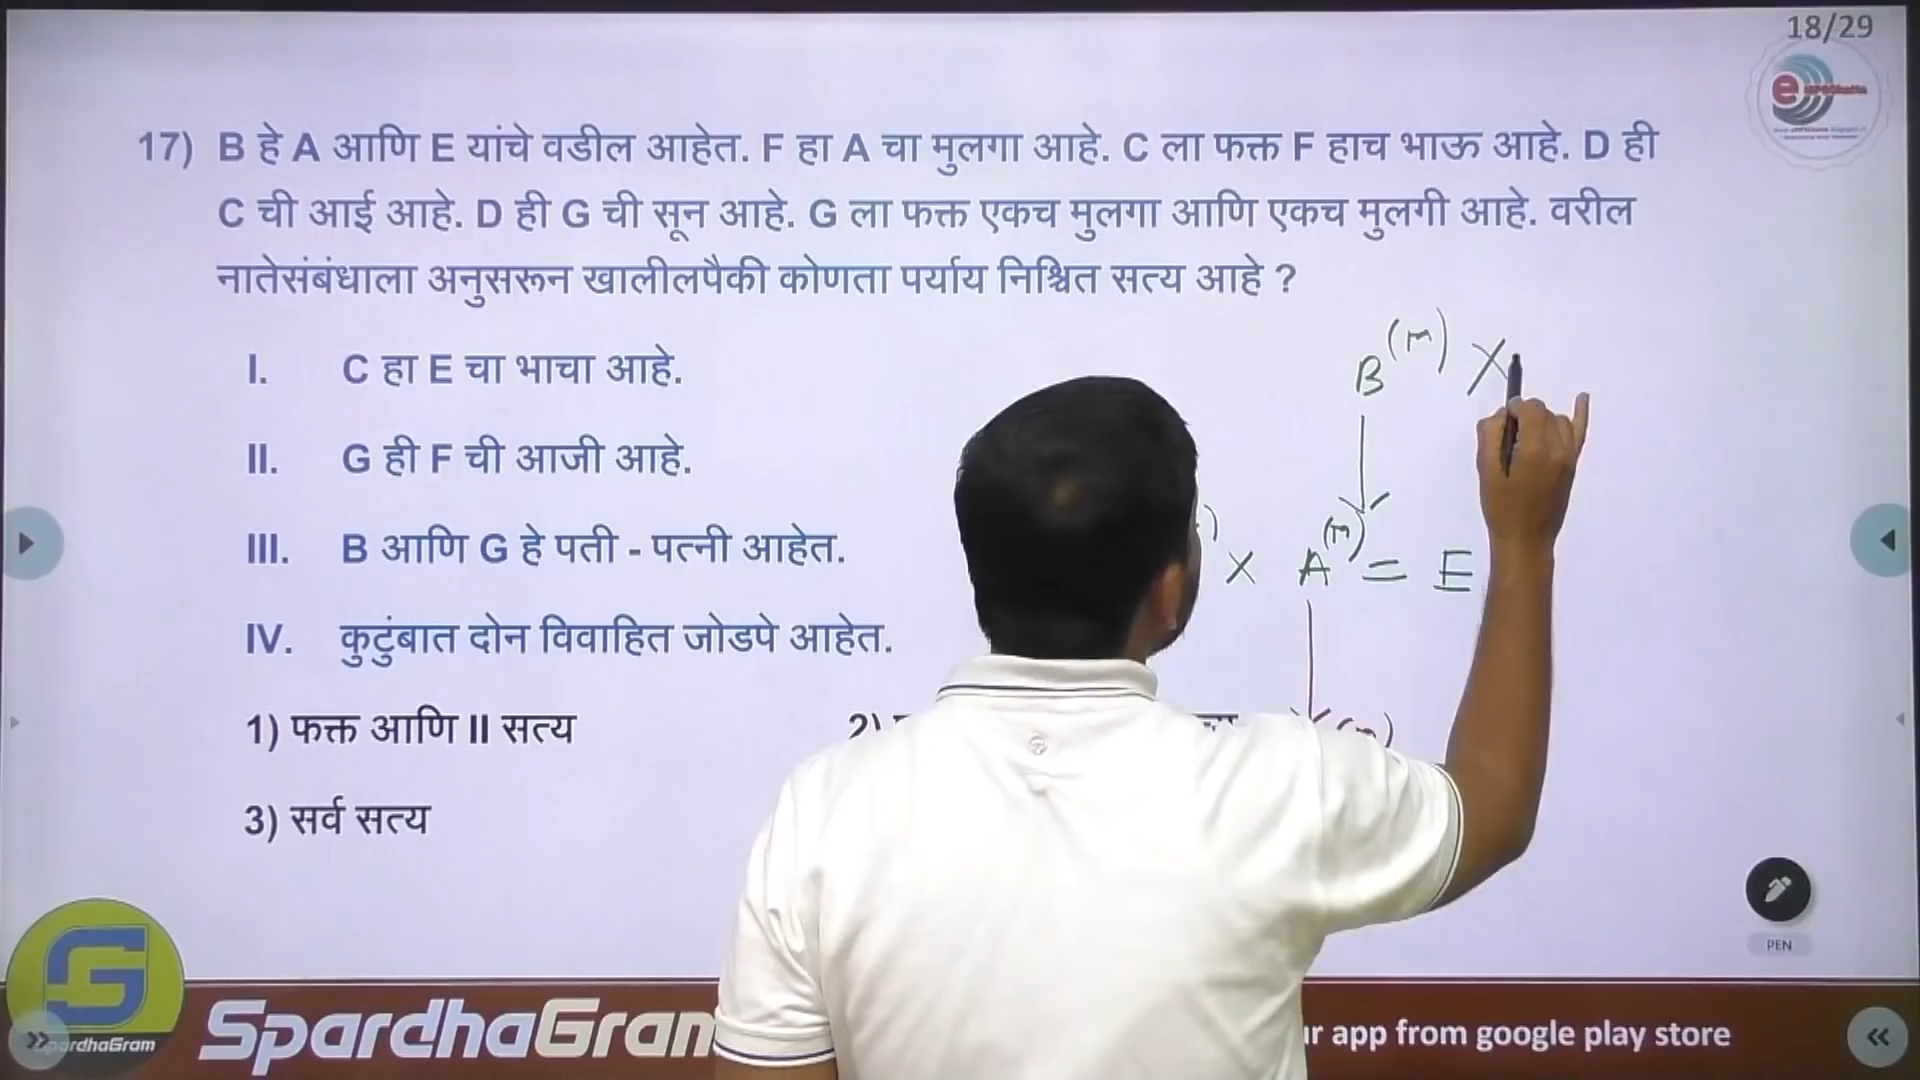 18/29
17) B हे A आणि E यांचे वडील आहेत. F हा A चा मुलगा आहे. C ला फक्त F हाच भाऊ आहे. D ही
C ची आई आहे. D ही G ची सून आहे. G ला फक्त एकच मुलगा आणि एकच मुलगी आहे. वरील
नातेसंबंधाला अनुसरून खालीलपैकी कोणता पर्याय निश्चित सत्य आहे ?
I. C हा E चा भाचा आहे.
II. G ही F ची आजी आहे.
III. B आणि G हे पती - पत्नी आहेत.
IV. कुटुंबात दोन विवाहित जोडपे आहेत.
B (m) X
X A (m) = E
(m)
1) फक्त आणि II सत्य
2)
3) सर्व सत्य
PEN
SpardhaGram
SpardhaGram
app from google play store